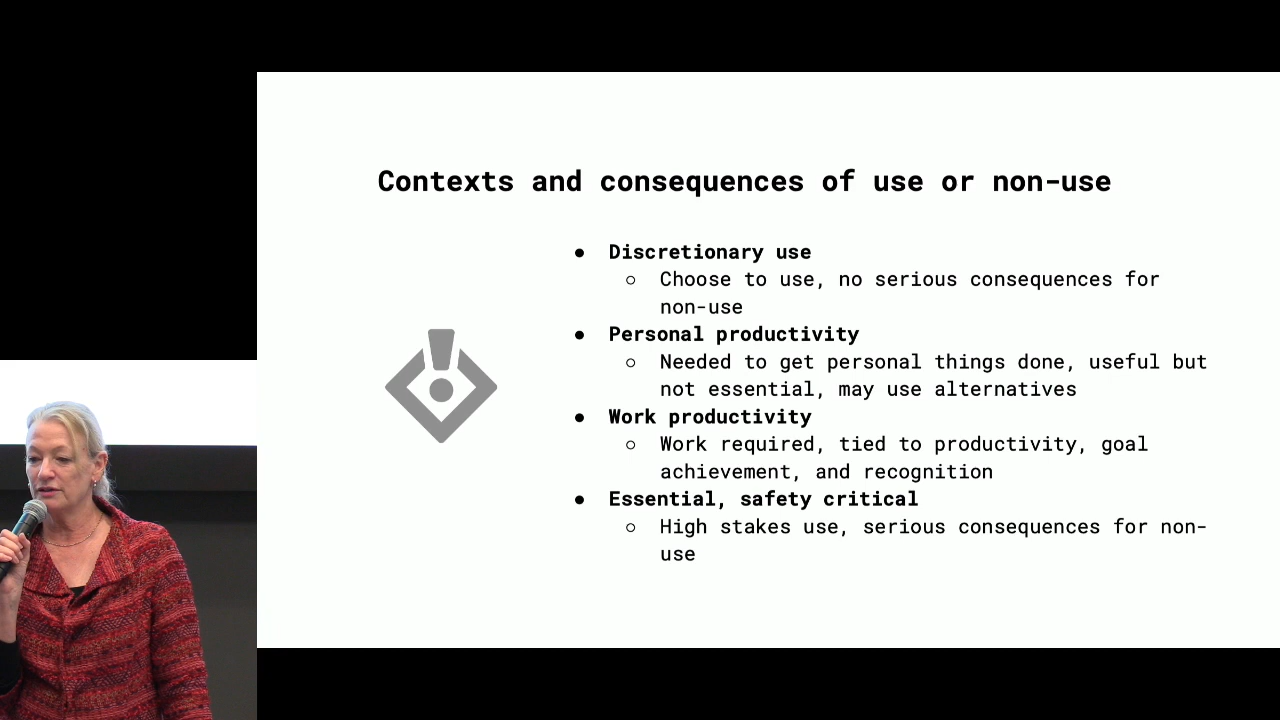 Contexts and consequences of use or non-use
● Discretionary use
○ Choose to use, no serious consequences for
non-use
● Personal productivity
○ Needed to get personal things done, useful but
not essential, may use alternatives
● Work productivity
○ Work required, tied to productivity, goal
achievement, and recognition
● Essential, safety critical
○ High stakes use, serious consequences for non-
use